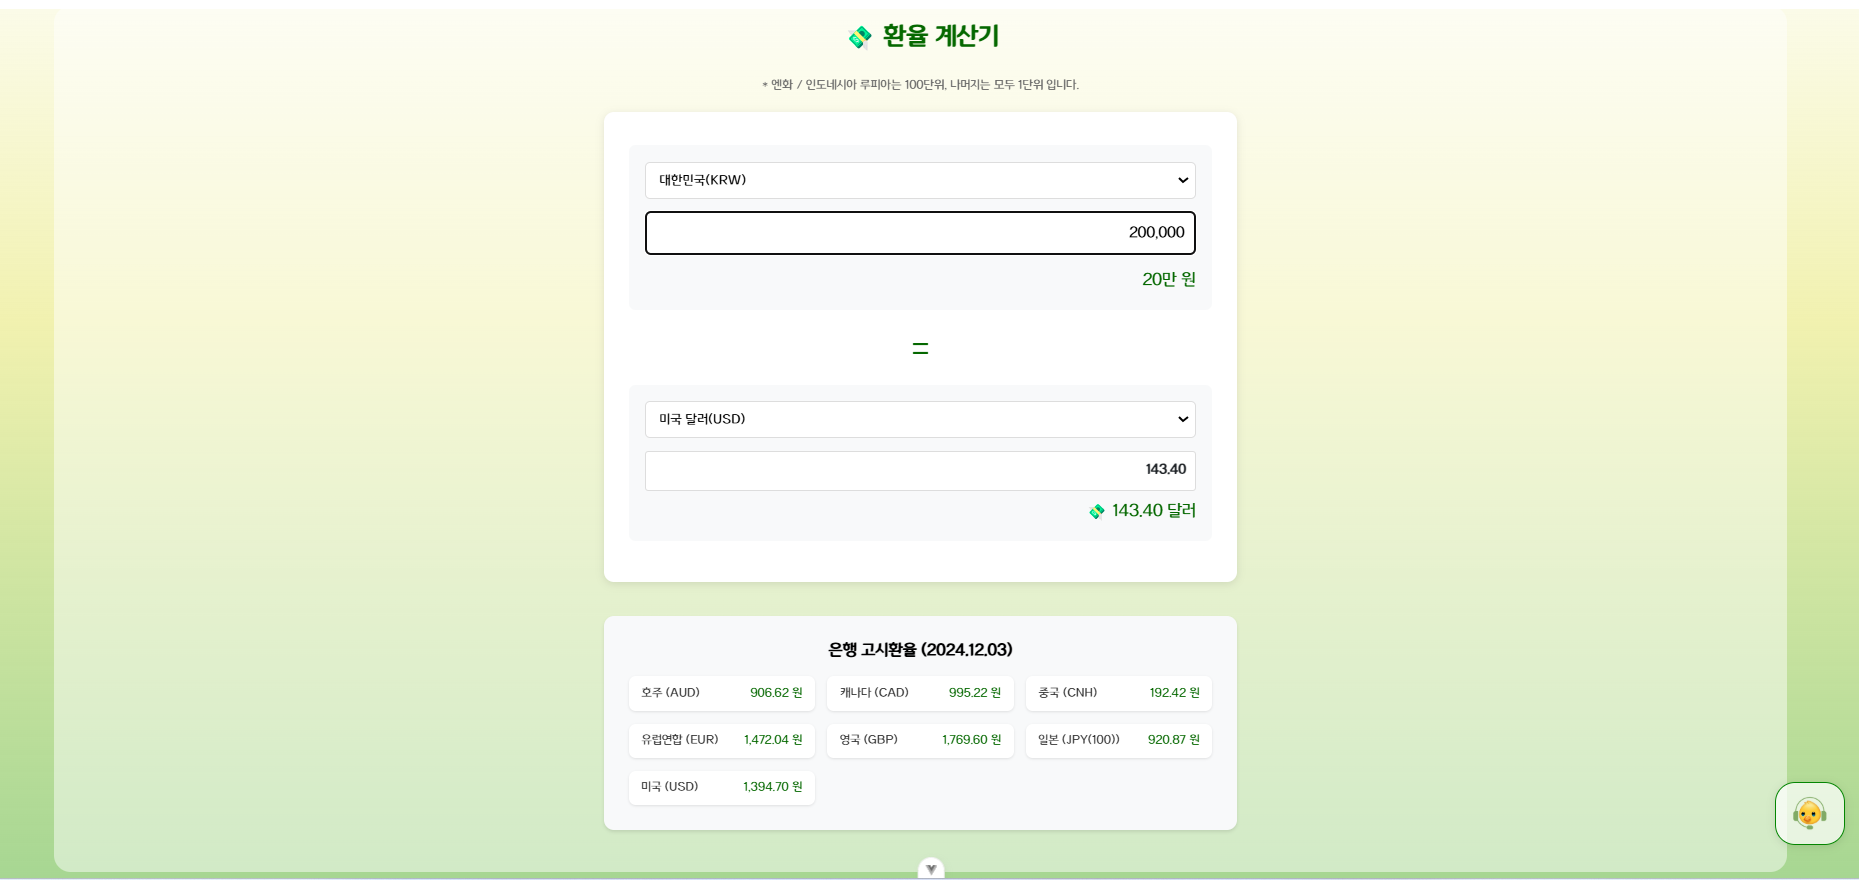 환율 계산기
* 엔화 / 인도네시아 루피아는 100단위, 나머지는 모두 1단위 입니다.
대한민국(KRW)
200,000
20만 원
=
미국 달러(USD)
143.40
143.40 달러
은행 고시환율 (2024.12.03)
호주 (AUD) 906.62 원
캐나다 (CAD) 995.22 원
중국 (CNH) 192.42 원
유럽연합 (EUR) 1,472.04 원
영국 (GBP) 1,769.60 원
일본 (JPY(100)) 920.87 원
미국 (USD) 1,394.70 원